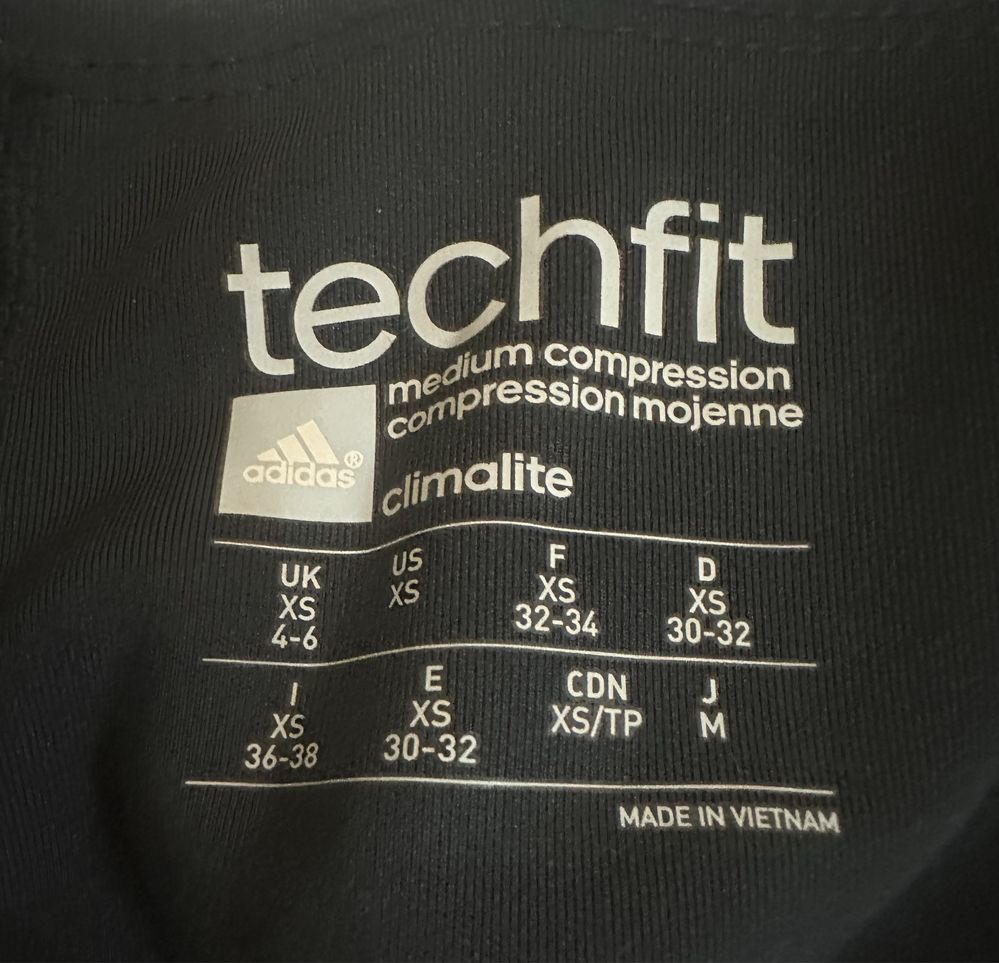 techfit
medium compression
compression mojenne
adidas®
climalite
UK US F D
XS XS XS XS
4-6 32-34 30-32
I E CDN J
XS XS XS/TP M
36-38 30-32
MADE IN VIETNAM